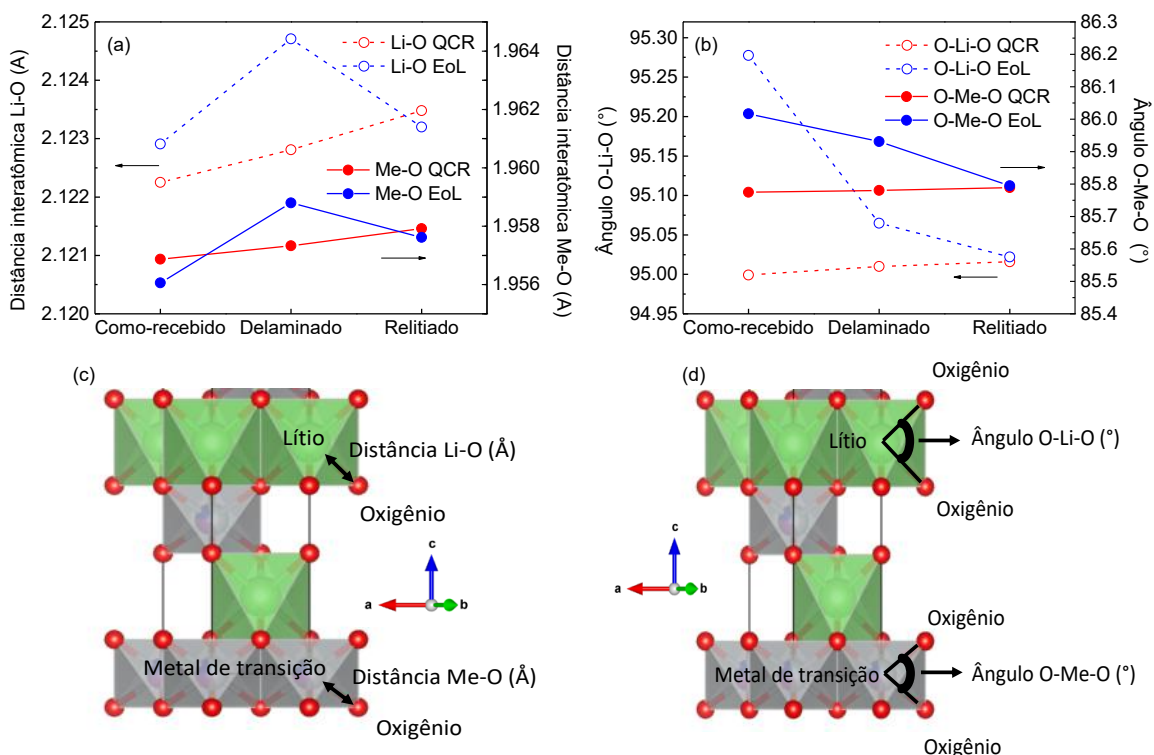 (a)
Distância interatômica Li-O (A)
2.125
2.124
2.123
2.122
2.121
2.120
Li-O QCR
Li-O EoL
Me-O QCR
Me-O EoL
1.964
1.962
1.960
1.958
1.956
Distância interatômica Me-O (A)
Como-recebido
Delaminado
Relitiado
(b)
Ângulo O-Li-O (°)
95.30
95.25
95.20
95.15
95.10
95.05
95.00
94.95
O-Li-O QCR
O-Li-O EoL
O-Me-O QCR
O-Me-O EoL
86.3
86.2
86.1
86.0
85.9
85.8
85.7
85.6
85.5
85.4
Ângulo O-Me-O (°)
Como-recebido
Delaminado
Relitiado
(c)
Lítio
Distância Li-O (Å)
Oxigênio
c
a
b
Metal de transição
Distância Me-O (Å)
Oxigênio
(d)
Oxigênio
Lítio
Ângulo O-Li-O (°)
Oxigênio
c
a
b
Oxigênio
Metal de transição
Ângulo O-Me-O (°)
Oxigênio